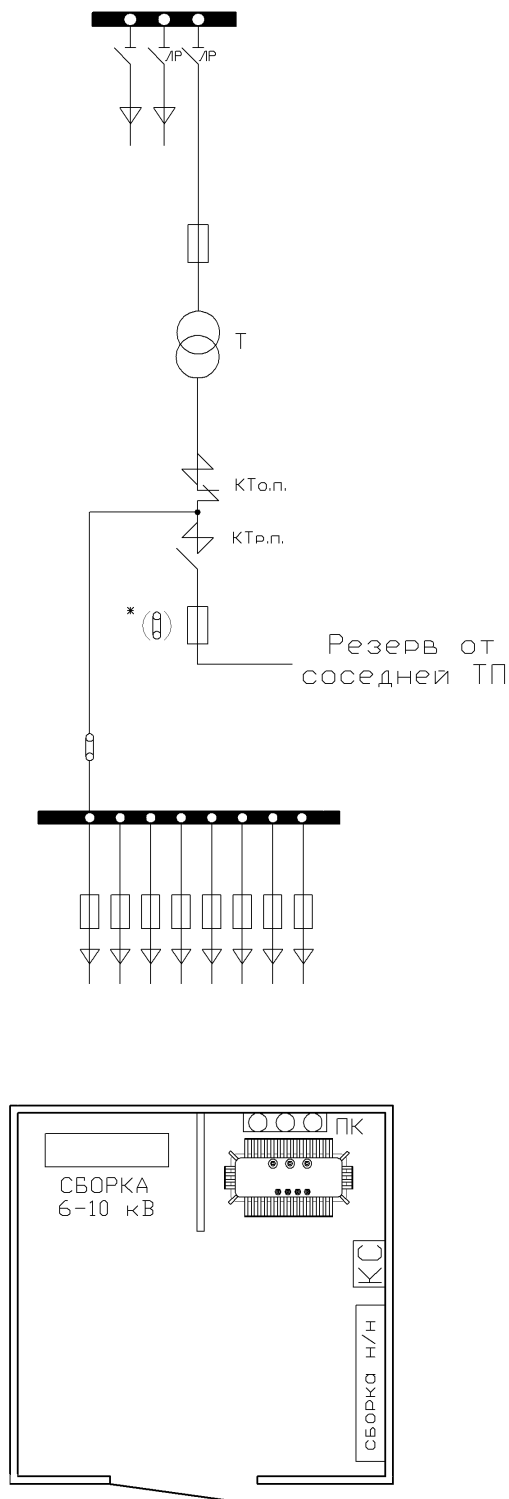 ЛР ЛР
Т
КТо.п.
КТр.п.
*
Резерв от
соседней ТП
ПК
СБОРКА
6-10 кВ
КС
СБОРКА н/н